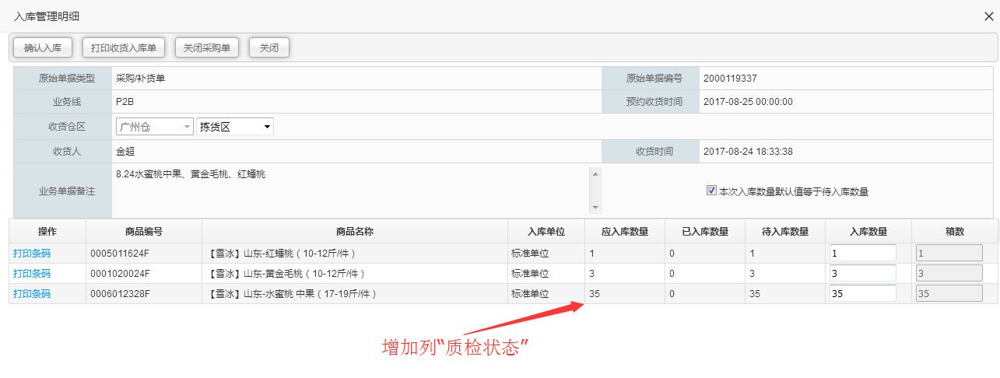 入库管理明细
确认入库 打印收货入库单 关闭采购单 关闭
原始单据类型 采购/补货单 原始单据编号 2000119337
业务线 P2B 预约收货时间 2017-08-25 00:00:00
收货仓区 广州仓 拣货区
收货人 金超 收货时间 2017-08-24 18:33:38
业务单据备注 8.24水蜜桃中果、黄金毛桃、红蟠桃 本次入库数量默认值等于待入库数量
操作 商品编号 商品名称 入库单位 应入库数量 已入库数量 待入库数量 入库数量 箱数
打印条码 0005011624F 【雪冰】山东-红蟠桃（10-12斤/件） 标准单位 1 0 1 1 1
打印条码 0001020024F 【雪冰】山东-黄金毛桃（10-12斤/件） 标准单位 3 0 3 3 3
打印条码 0006012328F 【雪冰】山东-水蜜桃 中果（17-19斤/件） 标准单位 35 0 35 35 35
增加列“质检状态”